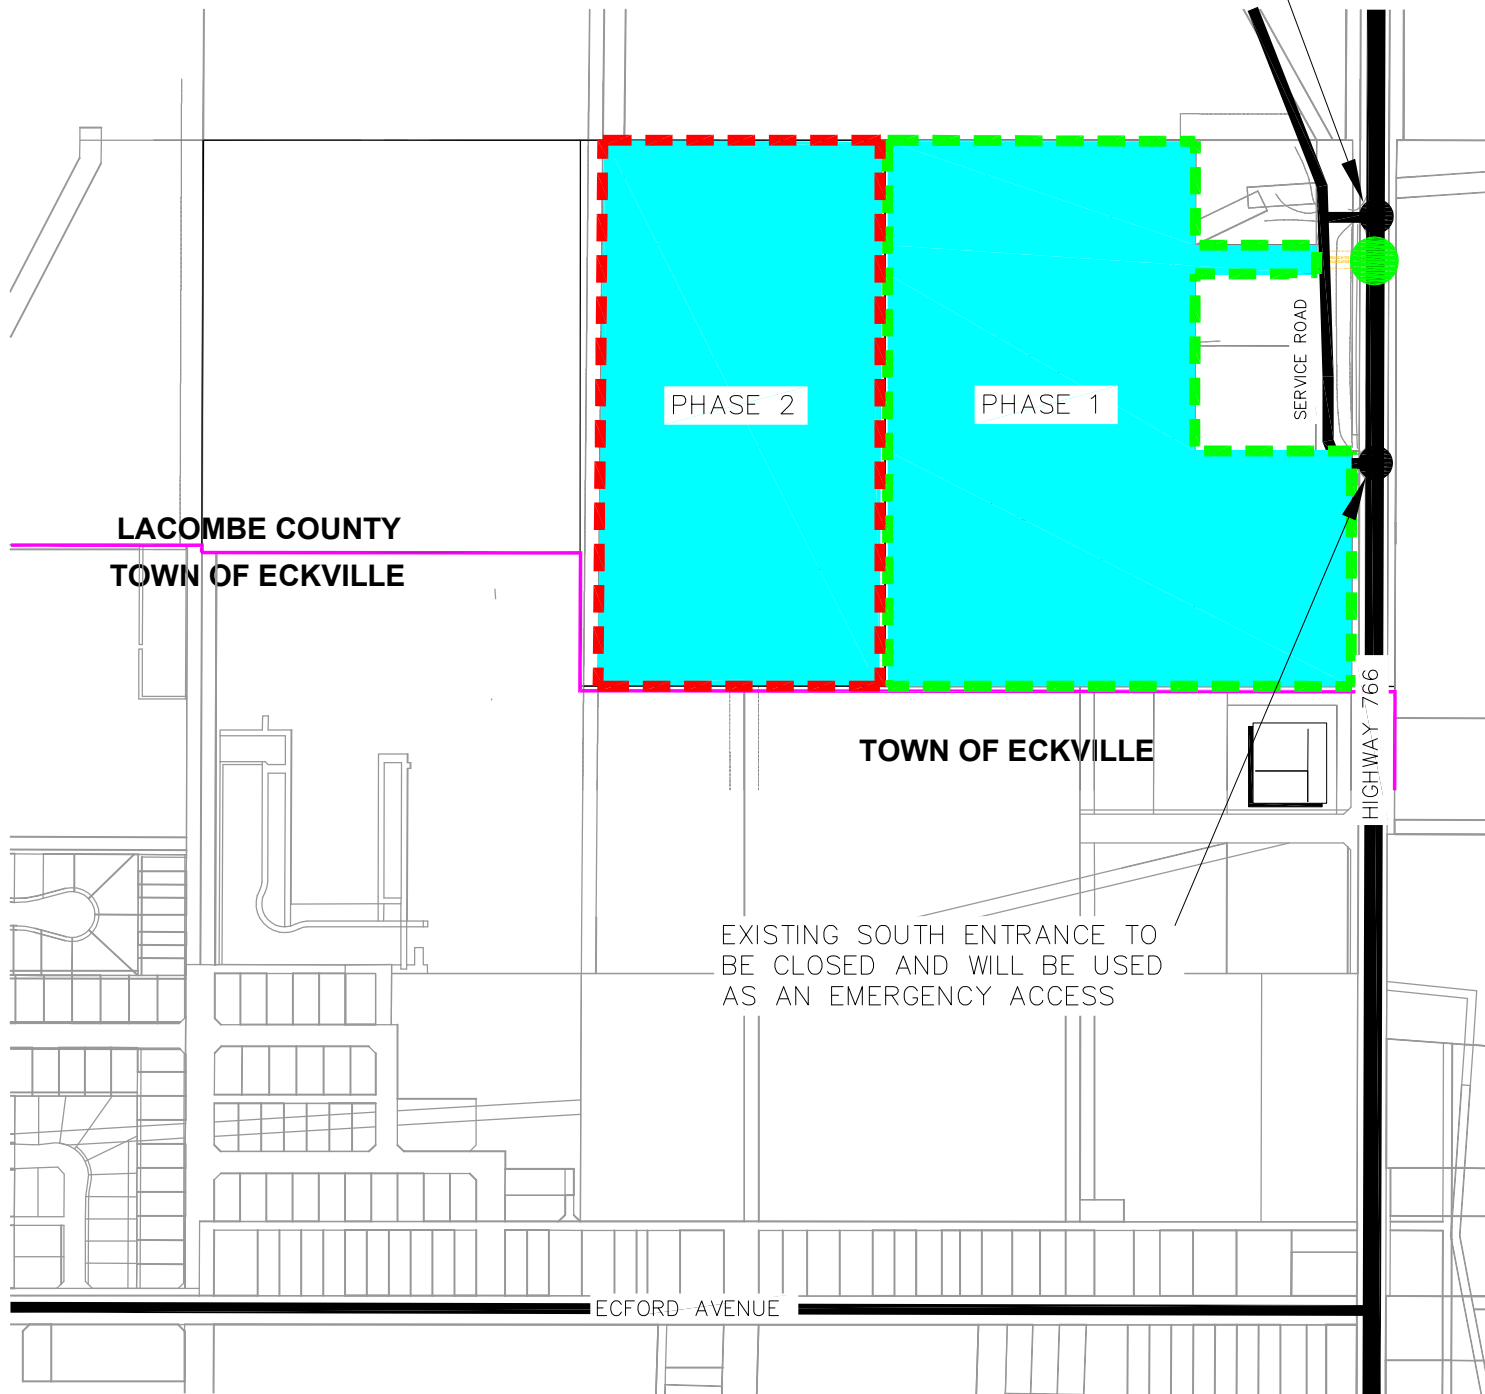 PHASE 2
PHASE 1
SERVICE ROAD
LACOMBE COUNTY
TOWN OF ECKVILLE
TOWN OF ECKVILLE
HIGHWAY 766
EXISTING SOUTH ENTRANCE TO
BE CLOSED AND WILL BE USED
AS AN EMERGENCY ACCESS
ECFORD AVENUE